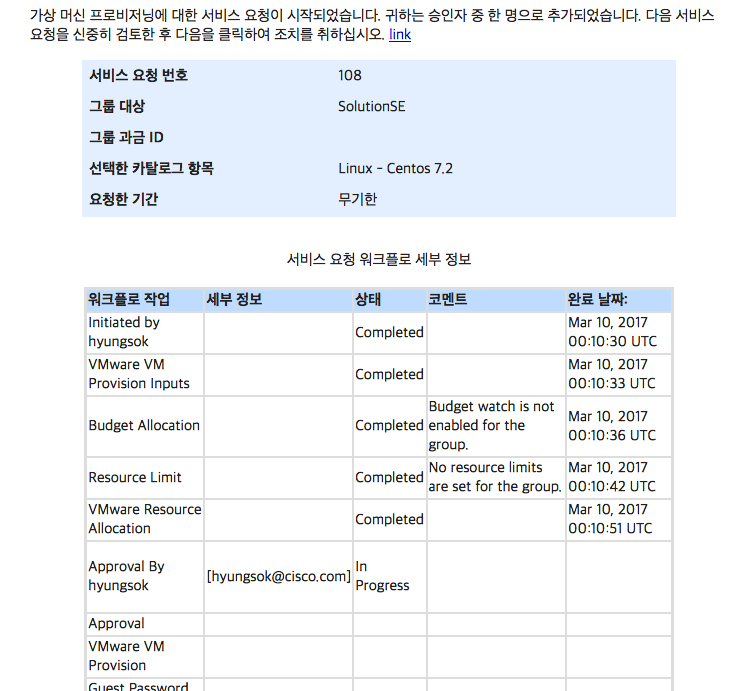 가상 머신 프로비저닝에 대한 서비스 요청이 시작되었습니다. 귀하는 승인자 중 한 명으로 추가되었습니다. 다음 서비스
요청을 신중히 검토한 후 다음을 클릭하여 조치를 취하십시오. link
서비스 요청 번호 108
그룹 대상 SolutionSE
그룹 과금 ID
선택한 카탈로그 항목 Linux - Centos 7.2
요청한 기간 무기한
서비스 요청 워크플로 세부 정보
워크플로 작업 세부 정보 상태 코멘트 완료 날짜:
Initiated by
hyungsok
Completed
Mar 10, 2017
00:10:30 UTC
VMware VM
Provision Inputs
Completed
Mar 10, 2017
00:10:33 UTC
Budget Allocation
Completed
Budget watch is not
enabled for the
group.
Mar 10, 2017
00:10:36 UTC
Resource Limit
Completed
No resource limits
are set for the group.
Mar 10, 2017
00:10:42 UTC
VMware Resource
Allocation
Completed
Mar 10, 2017
00:10:51 UTC
Approval By
hyungsok
[hyungsok@cisco.com]
In
Progress
Approval
VMware VM
Provision
Guest Password